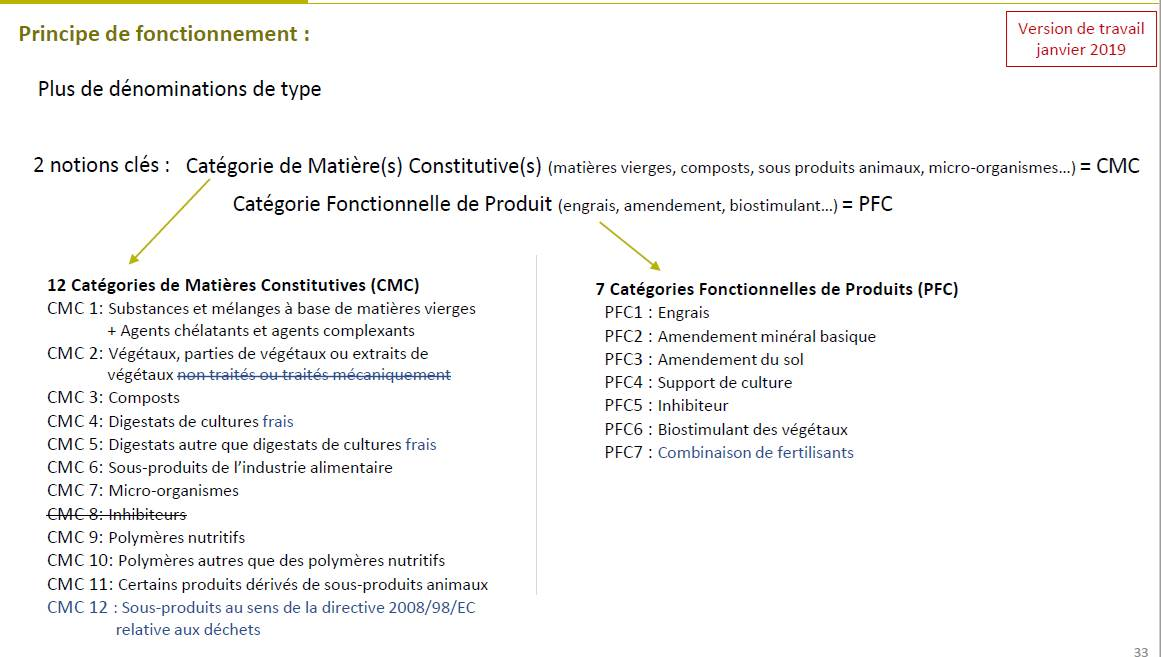 Principe de fonctionnement :
Version de travail
janvier 2019
Plus de dénominations de type
2 notions clés : Catégorie de Matière(s) Constitutive(s) (matières vierges, composts, sous produits animaux, micro-organismes...) = CMC
Catégorie Fonctionnelle de Produit (engrais, amendement, biostimulant...) = PFC
12 Catégories de Matières Constitutives (CMC)
CMC 1: Substances et mélanges à base de matières vierges
+ Agents chélatants et agents complexants
CMC 2: Végétaux, parties de végétaux ou extraits de
végétaux non traités ou traités mécaniquement
CMC 3: Composts
CMC 4: Digestats de cultures frais
CMC 5: Digestats autre que digestats de cultures frais
CMC 6: Sous-produits de l'industrie alimentaire
CMC 7: Micro-organismes
CMC 8: Inhibiteurs
CMC 9: Polymères nutritifs
CMC 10: Polymères autres que des polymères nutritifs
CMC 11: Certains produits dérivés de sous-produits animaux
CMC 12 : Sous-produits au sens de la directive 2008/98/EC
relative aux déchets
7 Catégories Fonctionnelles de Produits (PFC)
PFC1 : Engrais
PFC2 : Amendement minéral basique
PFC3 : Amendement du sol
PFC4 : Support de culture
PFC5 : Inhibiteur
PFC6 : Biostimulant des végétaux
PFC7 : Combinaison de fertilisants
33